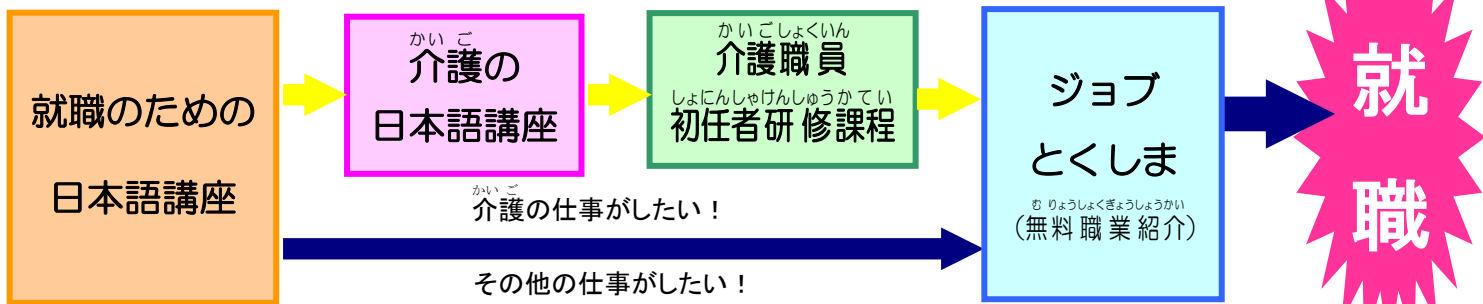 就職のための
日本語講座
かいご
介護の
日本語講座
かいごしょくいん
介護職員
しょにんしゃけんしゅうかてい
初任者研修課程
ジョブ
とくしま
むりょうしょくぎょうしょうかい
（無料職業紹介）
就
職
かいご
介護の仕事がしたい！
その他の仕事がしたい！